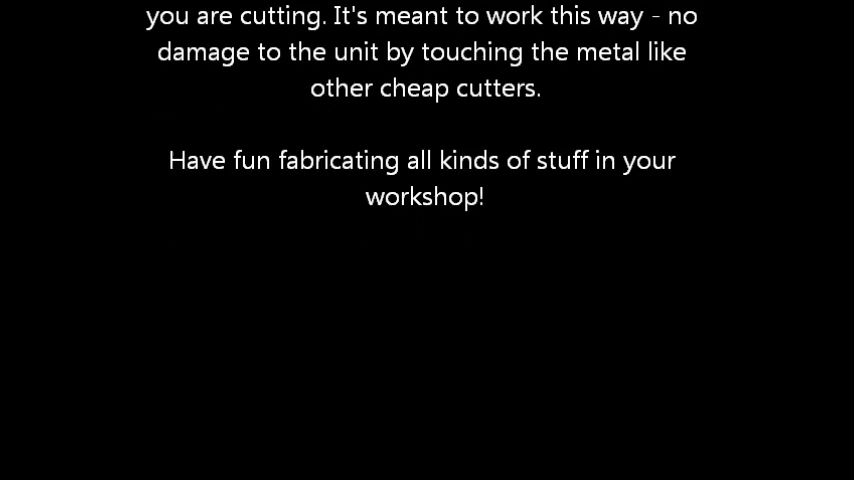 you are cutting. It's meant to work this way - no
damage to the unit by touching the metal like
other cheap cutters.
Have fun fabricating all kinds of stuff in your
workshop!